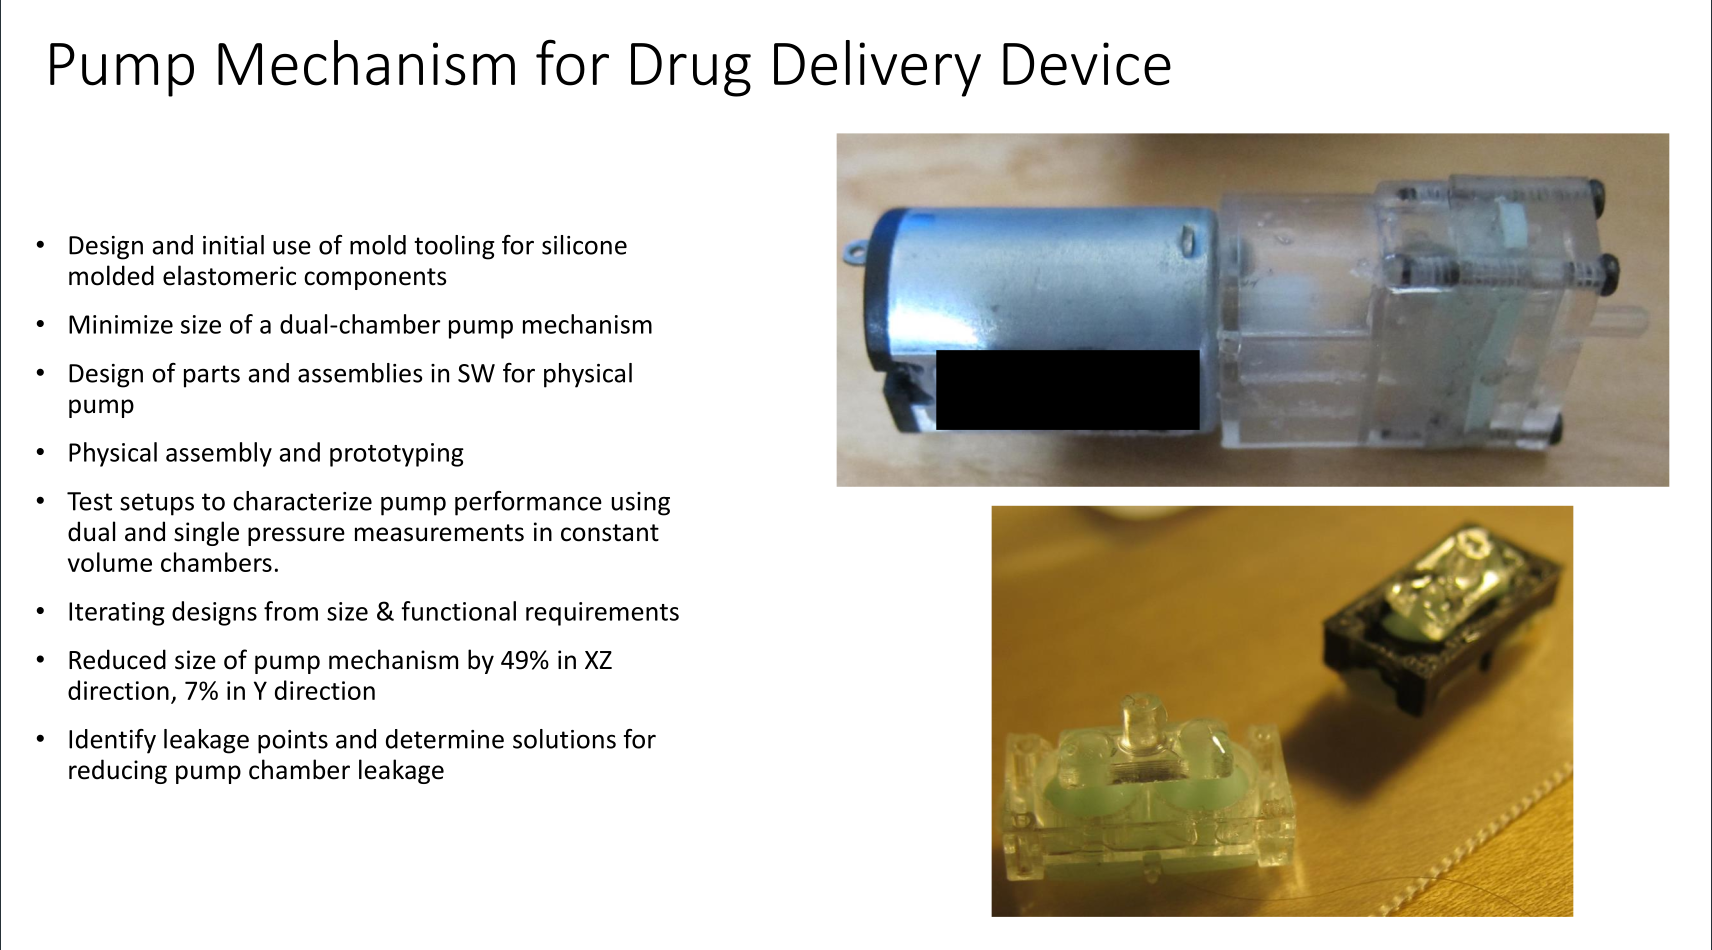 Pump Mechanism for Drug Delivery Device
• Design and initial use of mold tooling for silicone
molded elastomeric components
• Minimize size of a dual-chamber pump mechanism
• Design of parts and assemblies in SW for physical
pump
• Physical assembly and prototyping
• Test setups to characterize pump performance using
dual and single pressure measurements in constant
volume chambers.
• Iterating designs from size & functional requirements
• Reduced size of pump mechanism by 49% in XZ
direction, 7% in Y direction
• Identify leakage points and determine solutions for
reducing pump chamber leakage